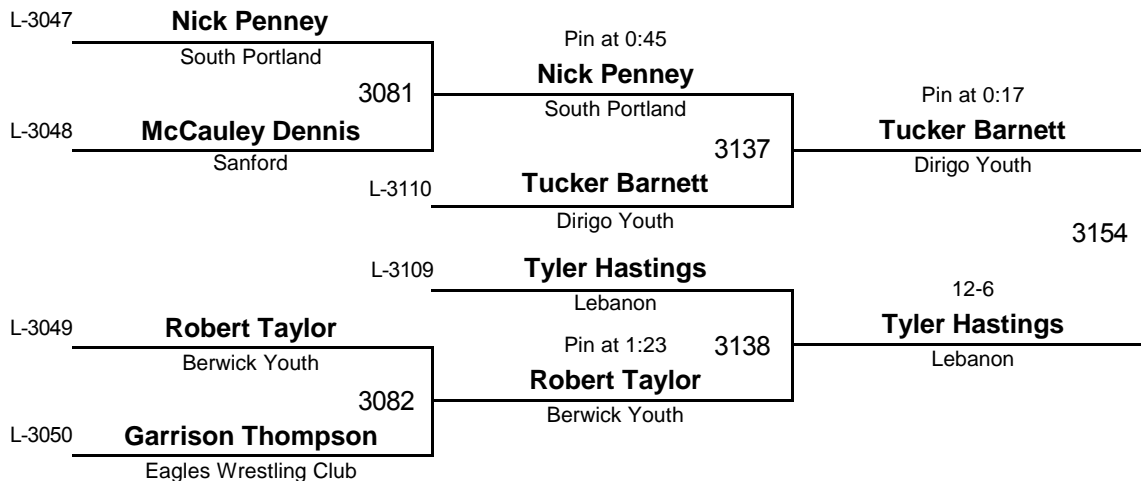 L-3047
Nick Penney
South Portland
3081
L-3048
McCauley Dennis
Sanford
Pin at 0:45
Nick Penney
South Portland
3137
L-3110
Tucker Barnett
Dirigo Youth
Pin at 0:17
Tucker Barnett
Dirigo Youth
3154
L-3109
Tyler Hastings
Lebanon
12-6
Tyler Hastings
Lebanon
L-3049
Robert Taylor
Berwick Youth
3082
Pin at 1:23
3138
Robert Taylor
Berwick Youth
L-3050
Garrison Thompson
Eagles Wrestling Club